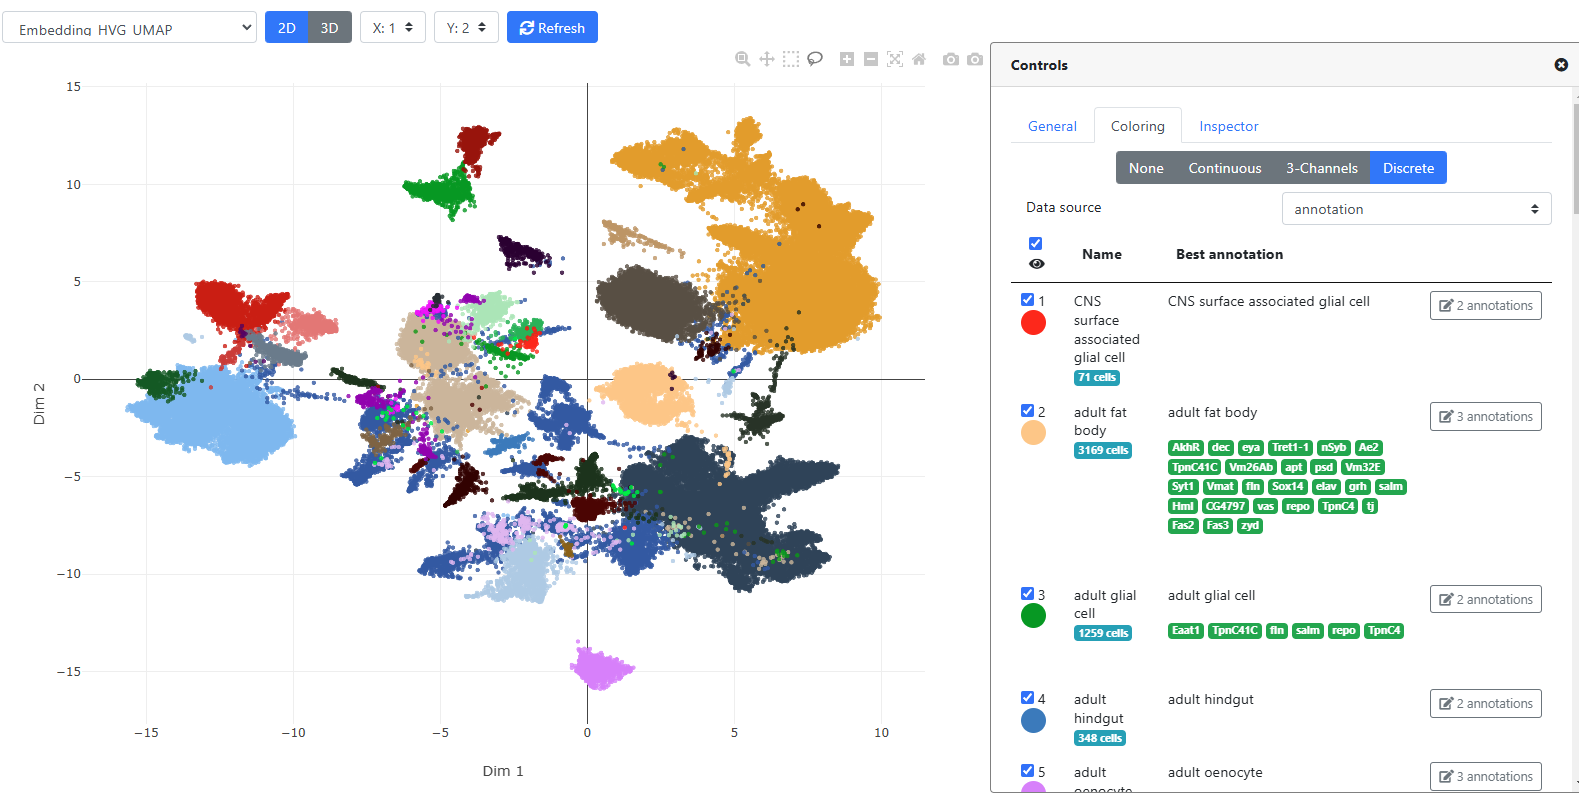 Embedding_HVG_UMAP
2D 3D X: 1 Y: 2 Refresh
Controls
General Coloring Inspector
None Continuous 3-Channels Discrete
Data source annotation
Name Best annotation
1 CNS surface associated glial cell 2 annotations
surface
associated
glial cell
71 cells
2 adult fat adult fat body 3 annotations
body
3169 cells
AkhR dec eya Tret1-1 nSyb Ae2
TpnC41C Vm26Ab apt psd Vm32E
Syt1 Vmat fln Sox14 elav grh salm
Hml CG4797 vas repo TpnC4 tj
Fas2 Fas3 zyd
3 adult glial adult glial cell 2 annotations
cell
1259 cells
Eaat1 TpnC41C fln salm repo TpnC4
4 adult adult hindgut 2 annotations
hindgut
348 cells
5 adult adult oenocyte 3 annotations
oenocyte
15
10
5
0
−5
−10
−15
Dim 2
−15 −10 −5 0 5 10
Dim 1